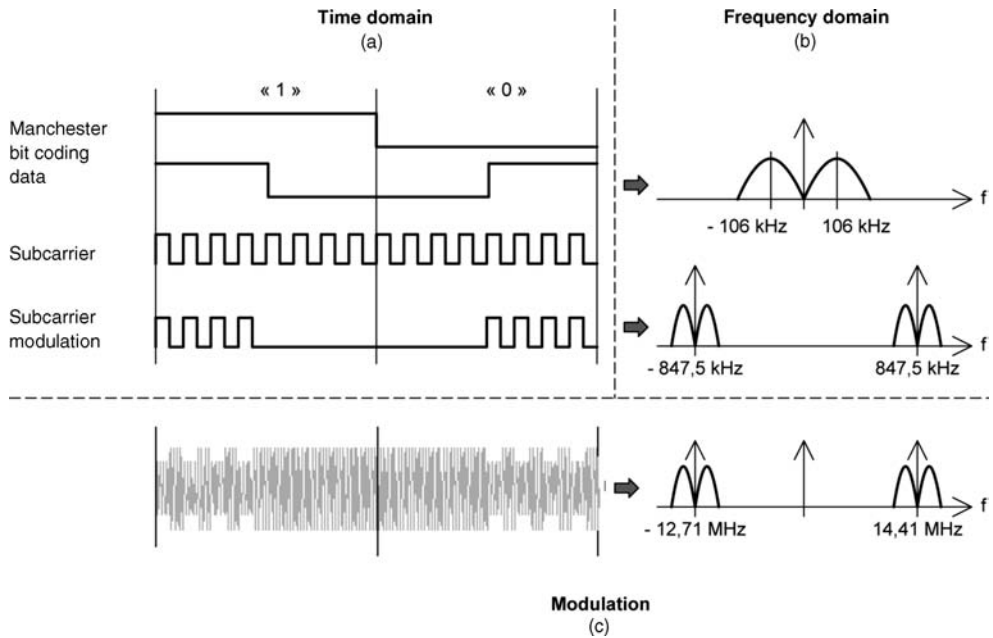 Time domain
(a)
Frequency domain
(b)
« 1 »
« 0 »
Manchester
bit coding
data
- 106 kHz
106 kHz
f
Subcarrier
Subcarrier
modulation
- 847,5 kHz
847,5 kHz
f
- 12,71 MHz
14,41 MHz
f
Modulation
(c)